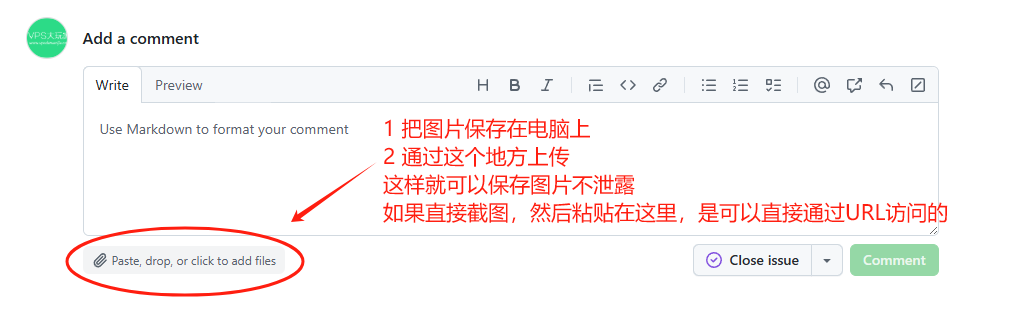 VPS大玩家
Add a comment
Write Preview
Use Markdown to format your comment
1 把图片保存在电脑上
2 通过这个地方上传
这样就可以保存图片不泄露
如果直接截图，然后粘贴在这里，是可以直接通过URL访问的
Paste, drop, or click to add files
Close issue
Comment